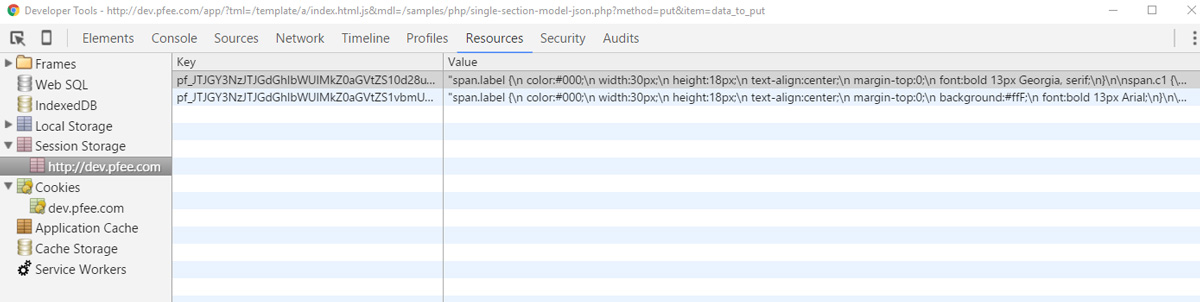 Developer Tools - http://dev.pfee.com/app/?tml=/template/a/index.html.js&mdl=/samples/php/single-section-model-json.php?method=put&item=data_to_put
Elements Console Sources Network Timeline Profiles Resources Security Audits
Frames
Web SQL
IndexedDB
Local Storage
Session Storage
http://dev.pfee.com
Cookies
dev.pfee.com
Application Cache
Cache Storage
Service Workers
Key Value
pf_JTJGY3NzJTJGdGhlbWUlMkZ0aGVtZS10d28u... "span.label {\n color:#000;\n width:30px;\n height:18px;\n text-align:center;\n margin-top:0;\n font:bold 13px Georgia, serif;\n}\n\nspan.c1 {\...
pf_JTJGY3NzJTJGdGhlbWUlMkZ0aGVtZS1vbmU... "span.label {\n color:#000;\n width:30px;\n height:18px;\n text-align:center;\n margin-top:0;\n background:#ffF;\n font:bold 13px Arial;\n}\n\...